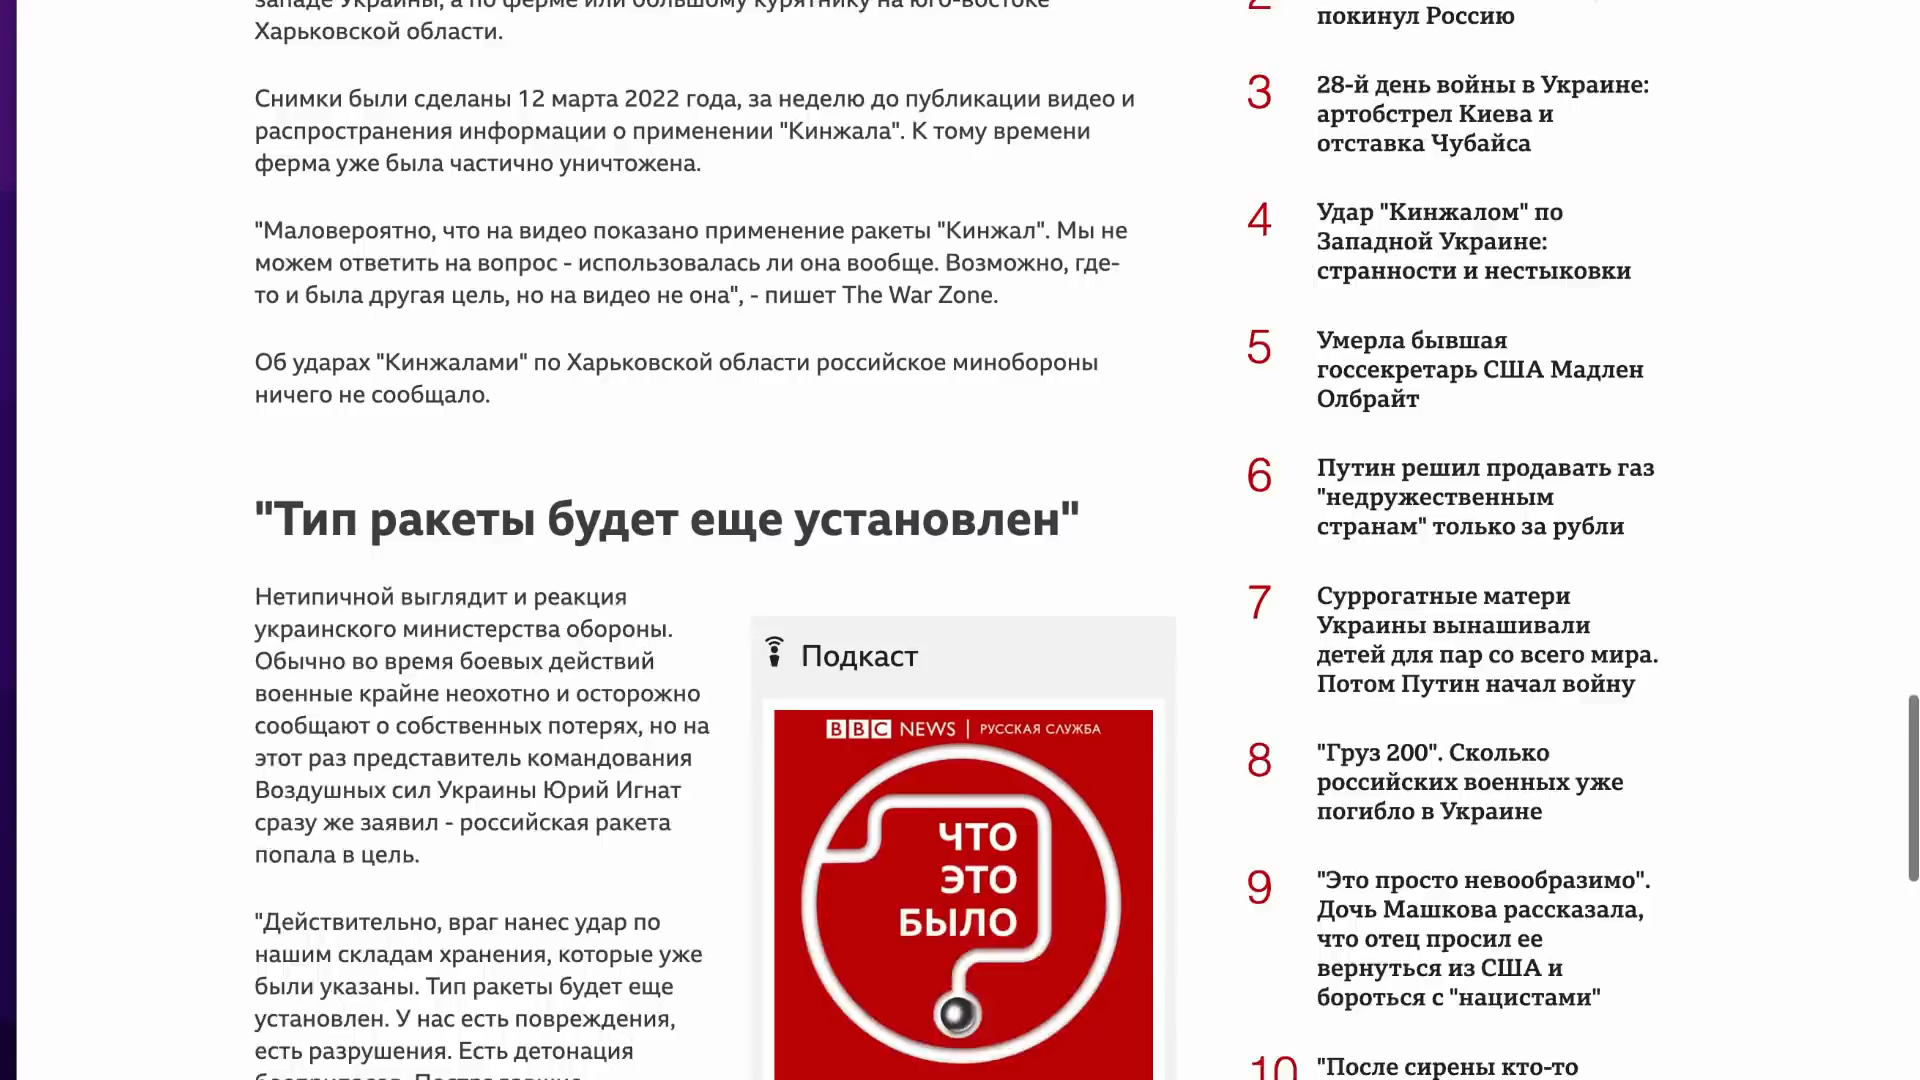 западе Украины, а по ферме или большому курятнику на юго-востоке
Харьковской области.
Снимки были сделаны 12 марта 2022 года, за неделю до публикации видео и
распространения информации о применении "Кинжала". К тому времени
ферма уже была частично уничтожена.
"Маловероятно, что на видео показано применение ракеты "Кинжал". Мы не
можем ответить на вопрос - использовалась ли она вообще. Возможно, где-
то и была другая цель, но на видео не она", - пишет The War Zone.
Об ударах "Кинжалами" по Харьковской области российское минобороны
ничего не сообщало.
"Тип ракеты будет еще установлен"
Нетипичной выглядит и реакция
украинского министерства обороны.
Обычно во время боевых действий
военные крайне неохотно и осторожно
сообщают о собственных потерях, но на
этот раз представитель командования
Воздушных сил Украины Юрий Игнат
сразу же заявил - российская ракета
попала в цель.
"Действительно, враг нанес удар по
нашим складам хранения, которые уже
были указаны. Тип ракеты будет еще
установлен. У нас есть повреждения,
есть разрушения. Есть детонация
Подкаст
BBC NEWS | РУССКАЯ СЛУЖБА
ЧТО
ЭТО
БЫЛО
2
покинул Россию
3
28-й день войны в Украине:
артобстрел Киева и
отставка Чубайса
4
Удар "Кинжалом" по
Западной Украине:
странности и нестыковки
5
Умерла бывшая
госсекретарь США Мадлен
Олбрайт
6
Путин решил продавать газ
"недружественным
странам" только за рубли
7
Суррогатные матери
Украины вынашивали
детей для пар со всего мира.
Потом Путин начал войну
8
"Груз 200". Сколько
российских военных уже
погибло в Украине
9
"Это просто невообразимо".
Дочь Машкова рассказала,
что отец просил ее
вернуться из США и
бороться с "нацистами"
10
"После сирены кто-то